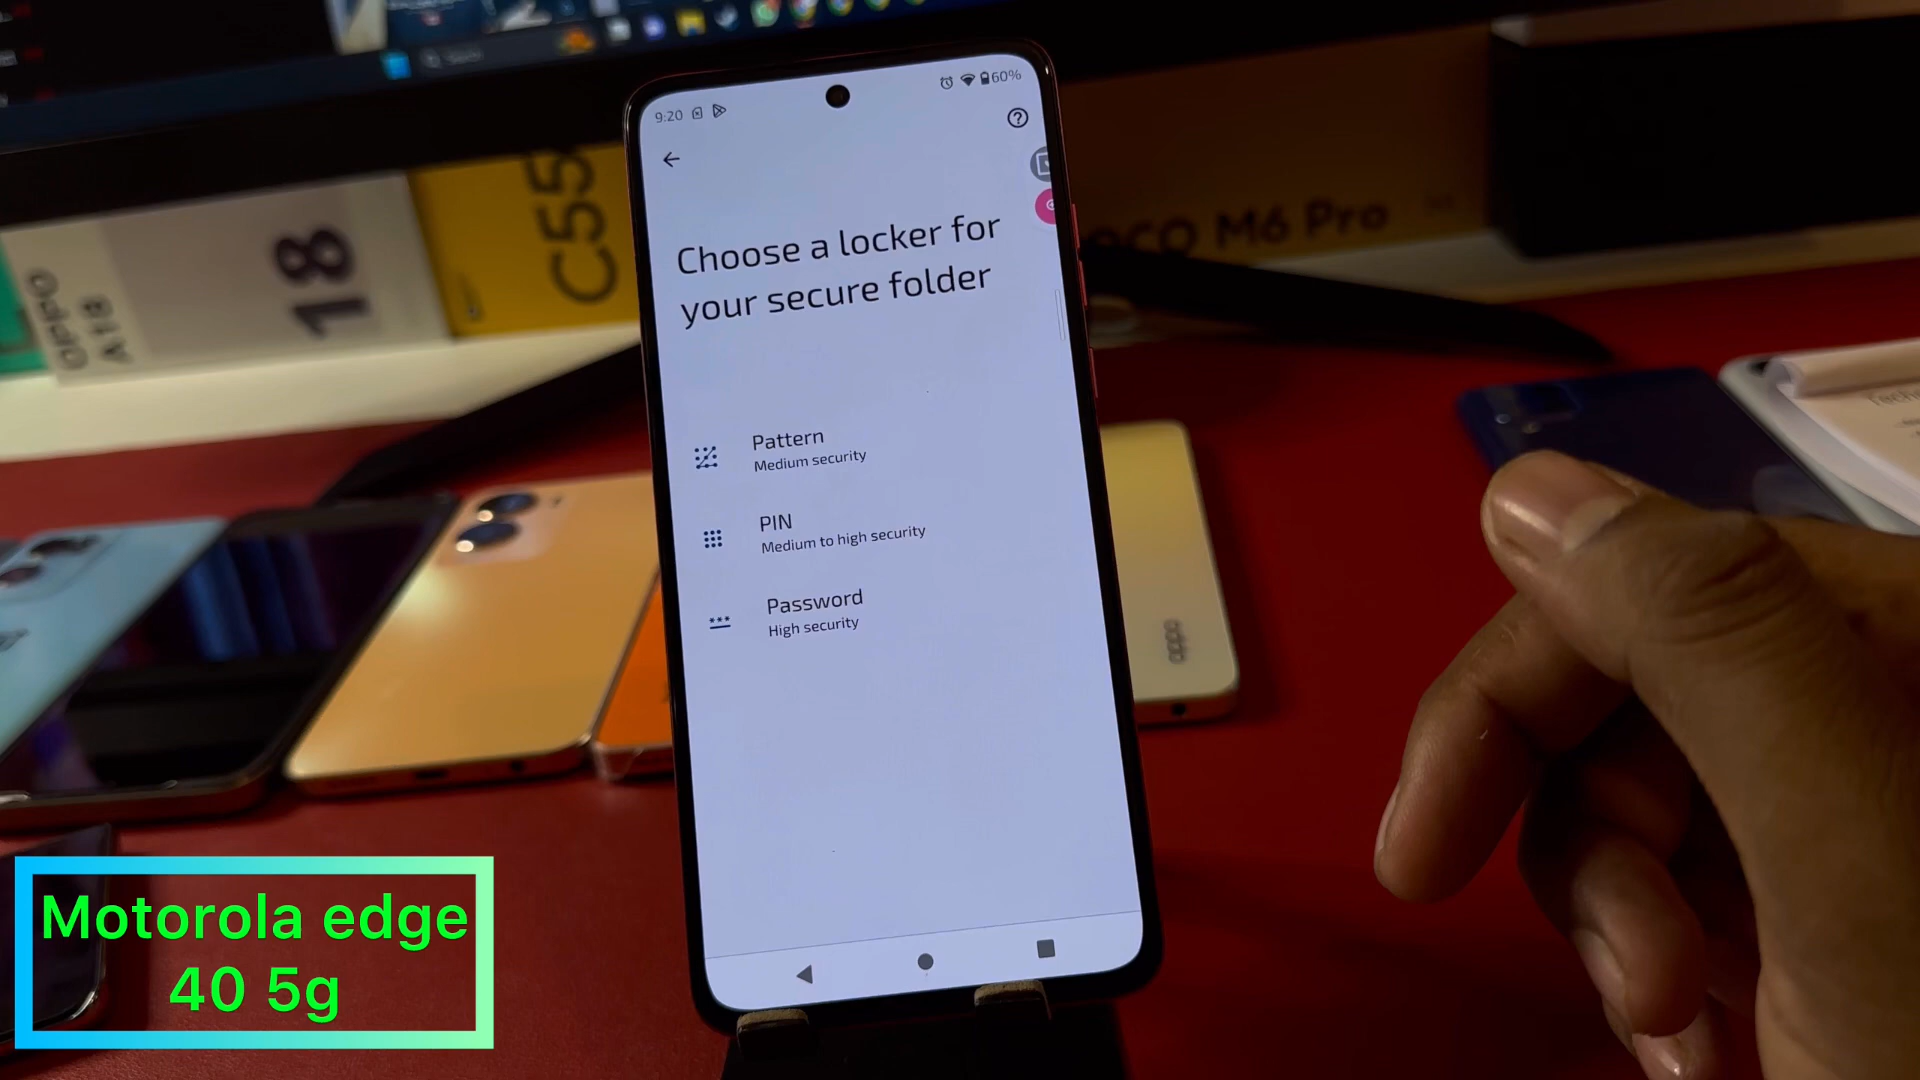 9:20
60%
Choose a locker for
your secure folder
Pattern
Medium security
PIN
Medium to high security
Password
High security
OPPO
A18
18
C55
POCO M6 Pro
oppo
Motorola edge
40 5g